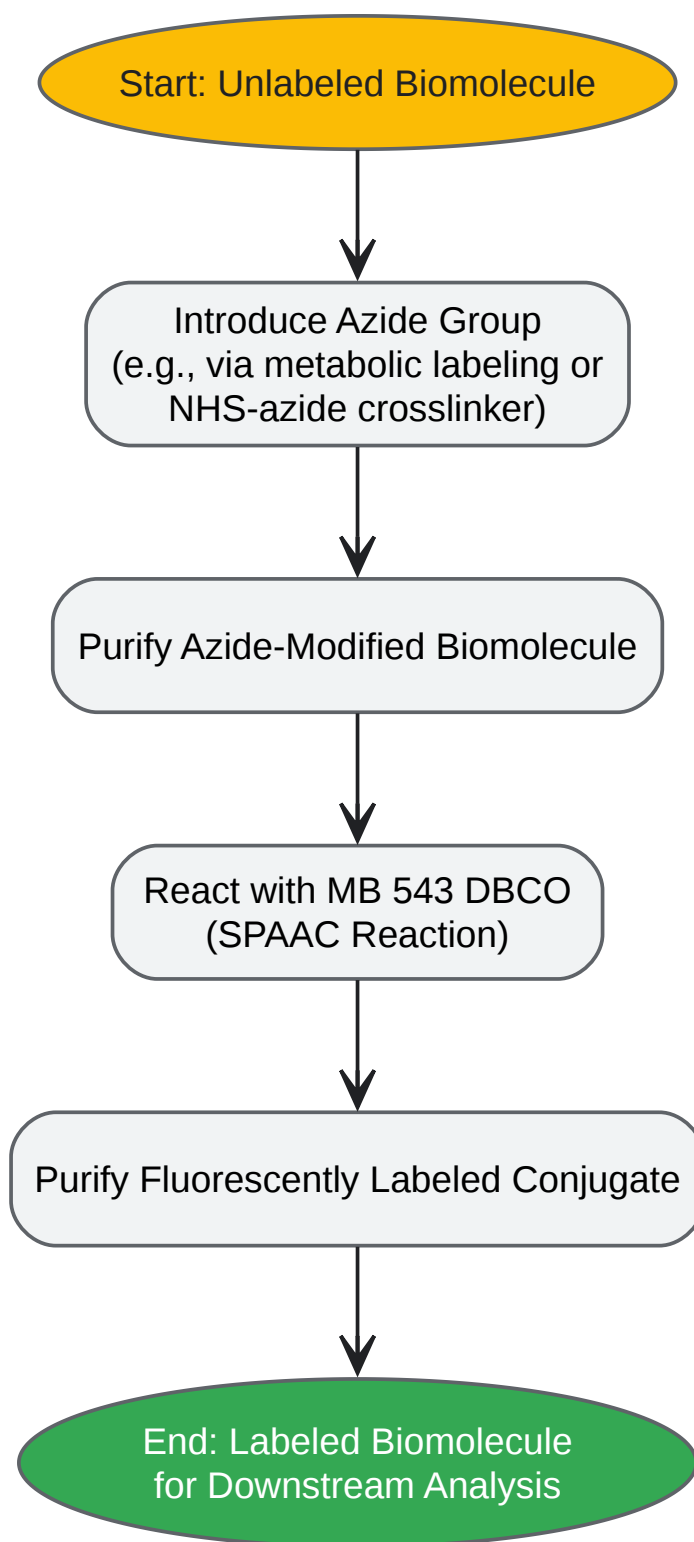 Start: Unlabeled Biomolecule
Introduce Azide Group
(e.g., via metabolic labeling or
NHS-azide crosslinker)
Purify Azide-Modified Biomolecule
React with MB 543 DBCO
(SPAAC Reaction)
Purify Fluorescently Labeled Conjugate
End: Labeled Biomolecule
for Downstream Analysis